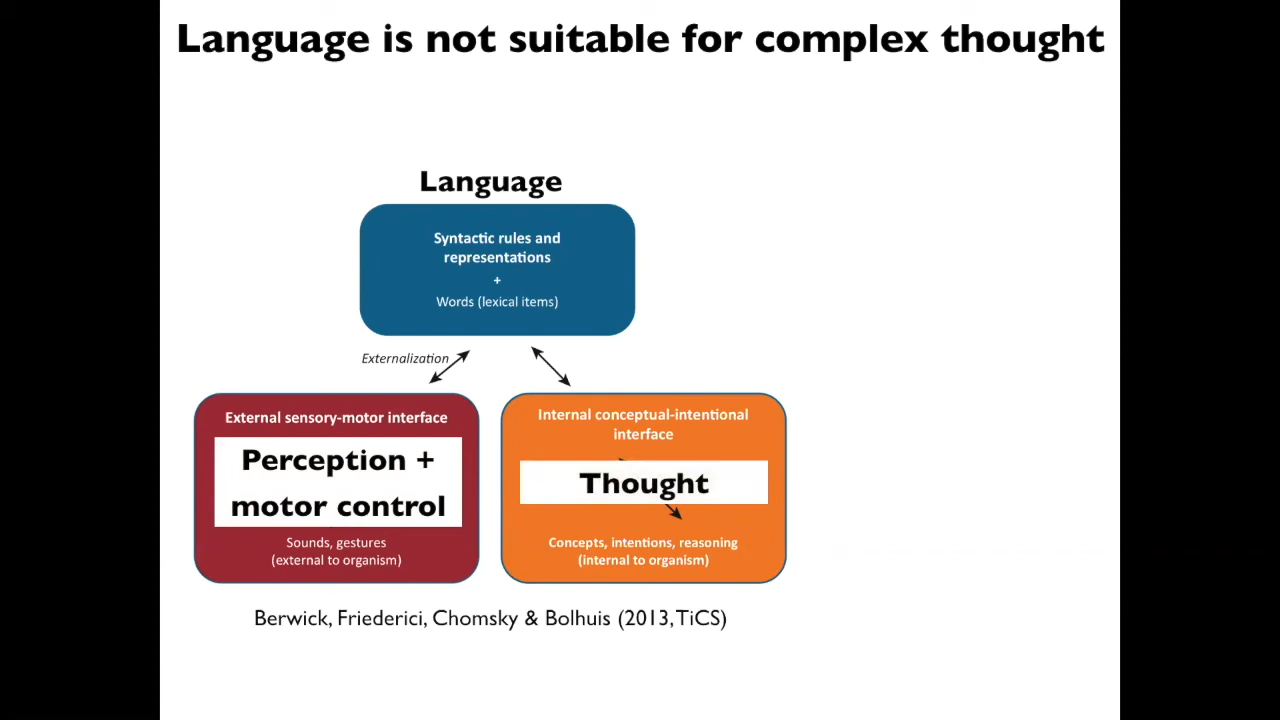 Language is not suitable for complex thought
Language
Syntactic rules and
representations
+
Words (lexical items)
Externalization
External sensory-motor interface
Perception +
motor control
Sounds, gestures
(external to organism)
Internal conceptual-intentional
interface
Thought
Concepts, intentions, reasoning
(internal to organism)
Berwick, Friederici, Chomsky & Bolhuis (2013, TiCS)